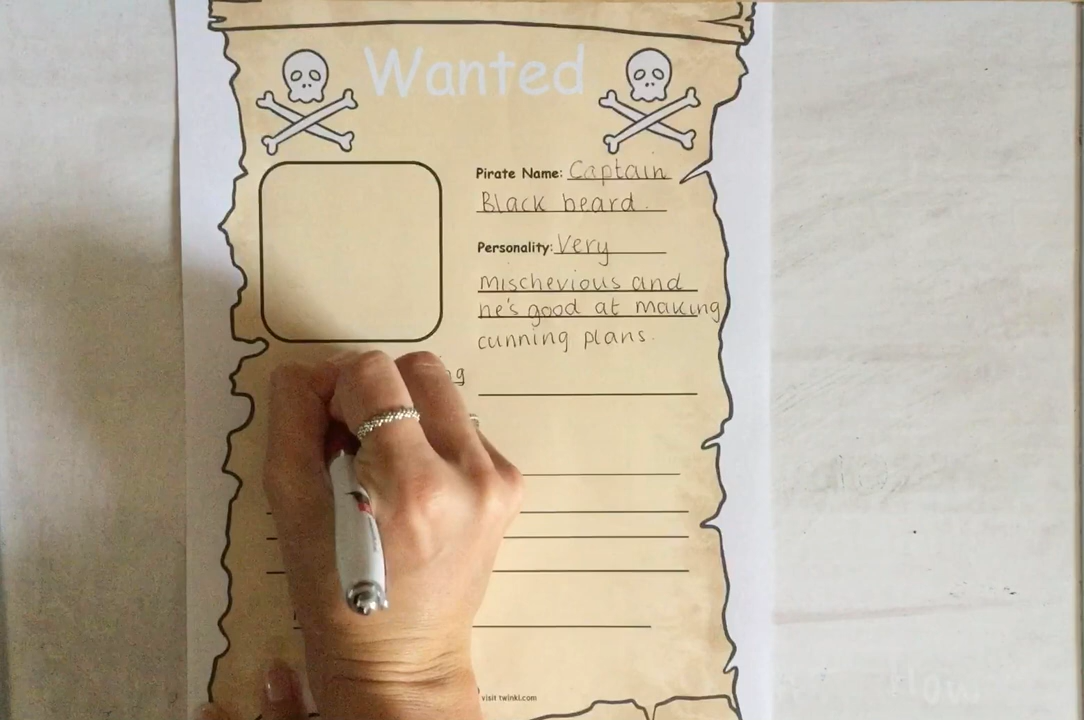 Wanted
Pirate Name: Captain
Black beard.
Personality: Very
mischevious and
he's good at making
cunning plans.
visit twinkl.com